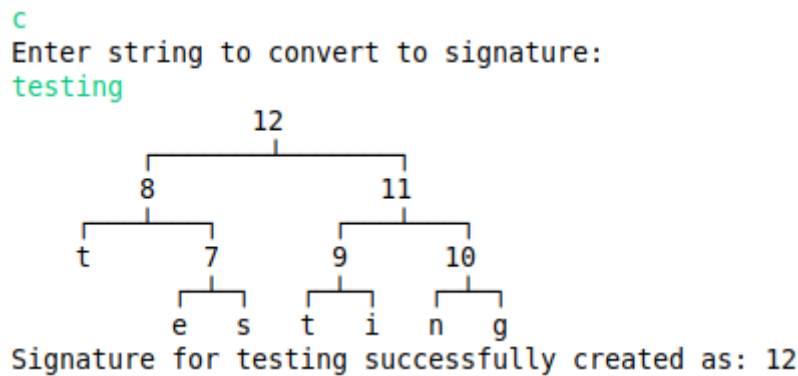 c
Enter string to convert to signature:
testing
12
8 11
t 7 9 10
e s t i n g
Signature for testing successfully created as: 12